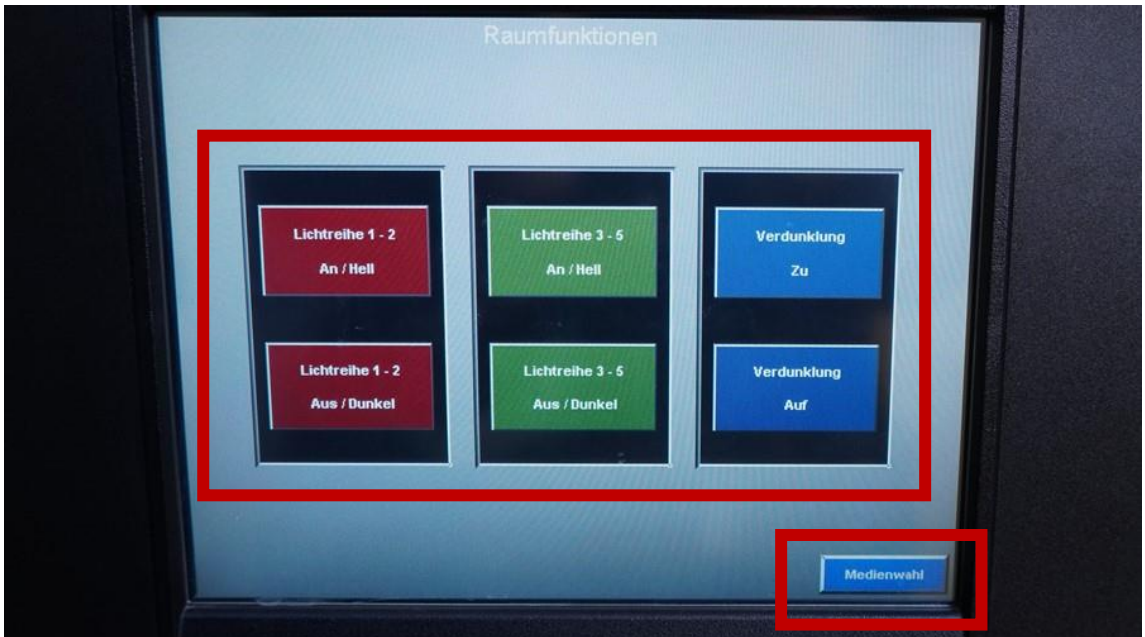 Raumfunktionen
Lichtreihe 1 - 2
An / Hell
Lichtreihe 1 - 2
Aus / Dunkel
Lichtreihe 3 - 5
An / Hell
Lichtreihe 3 - 5
Aus / Dunkel
Verdunklung
Zu
Verdunklung
Auf
Medienwahl